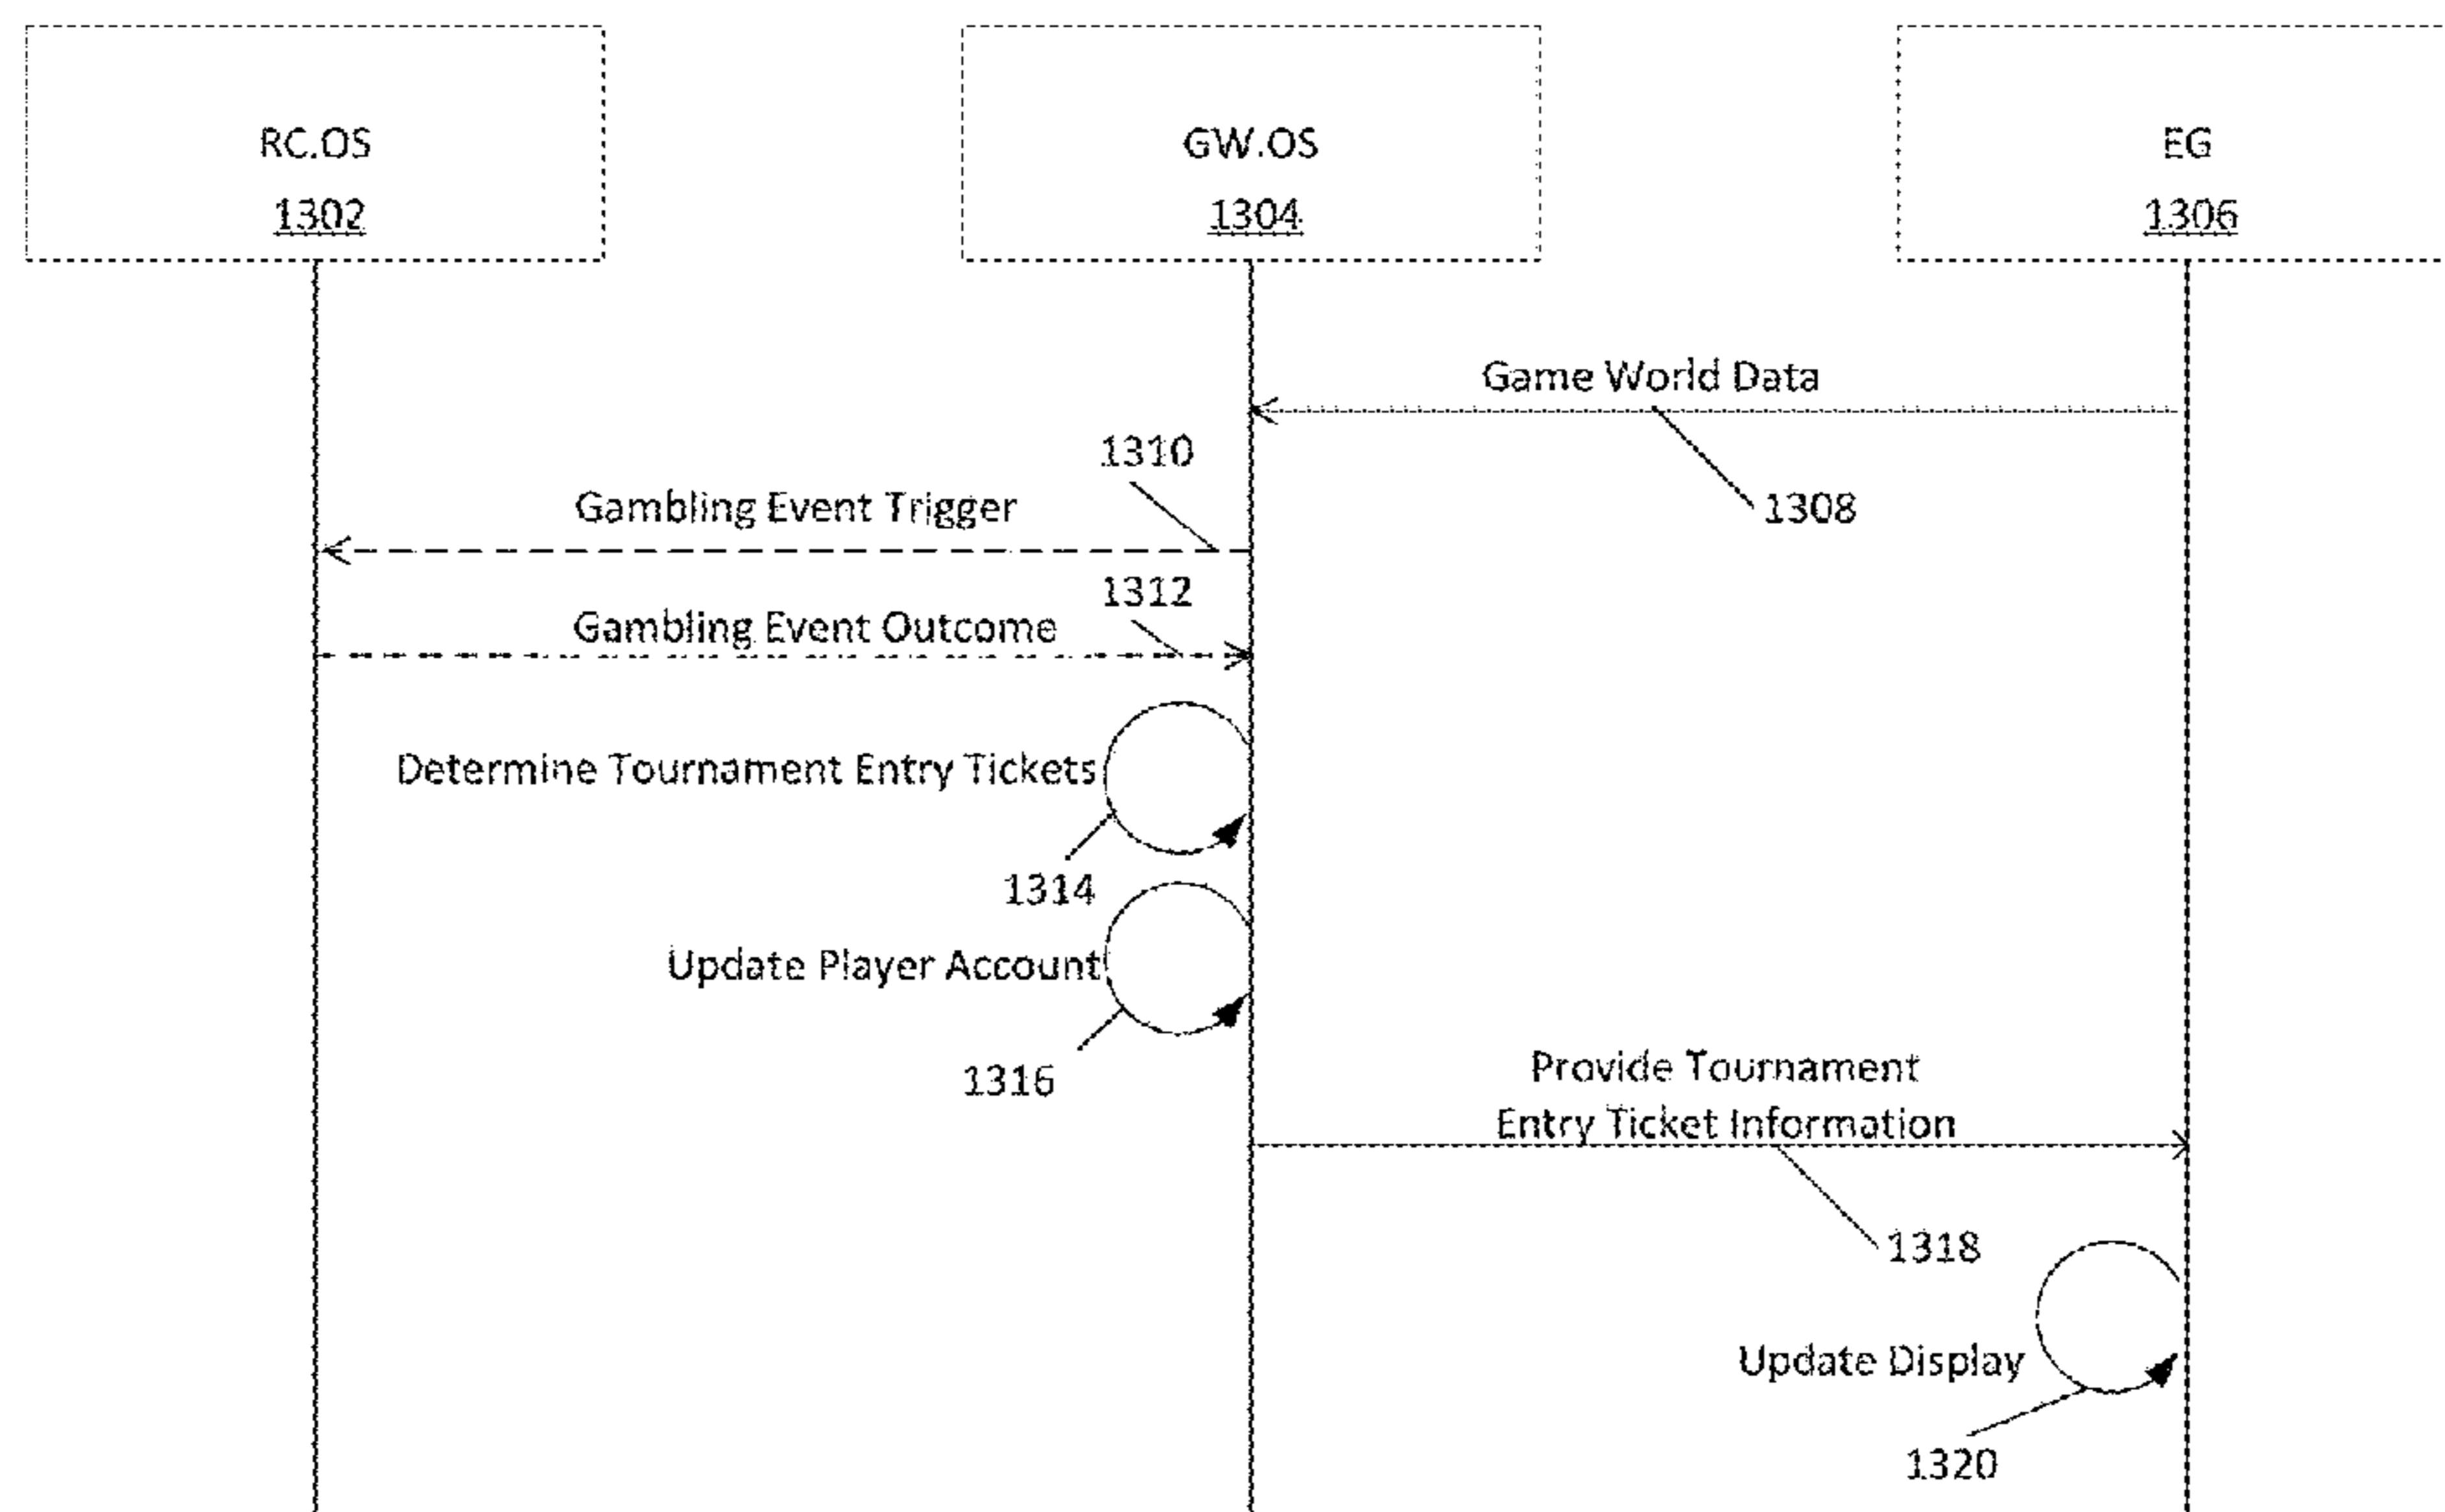 RC.OS
1302
GW.OS
1304
EG
1306
Game World Data
1308
1310
Gambling Event Trigger
1312
Gambling Event Outcome
Determine Tournament Entry Tickets
1314
Update Player Account
1316
Provide Tournament
Entry Ticket Information
1318
Update Display
1320